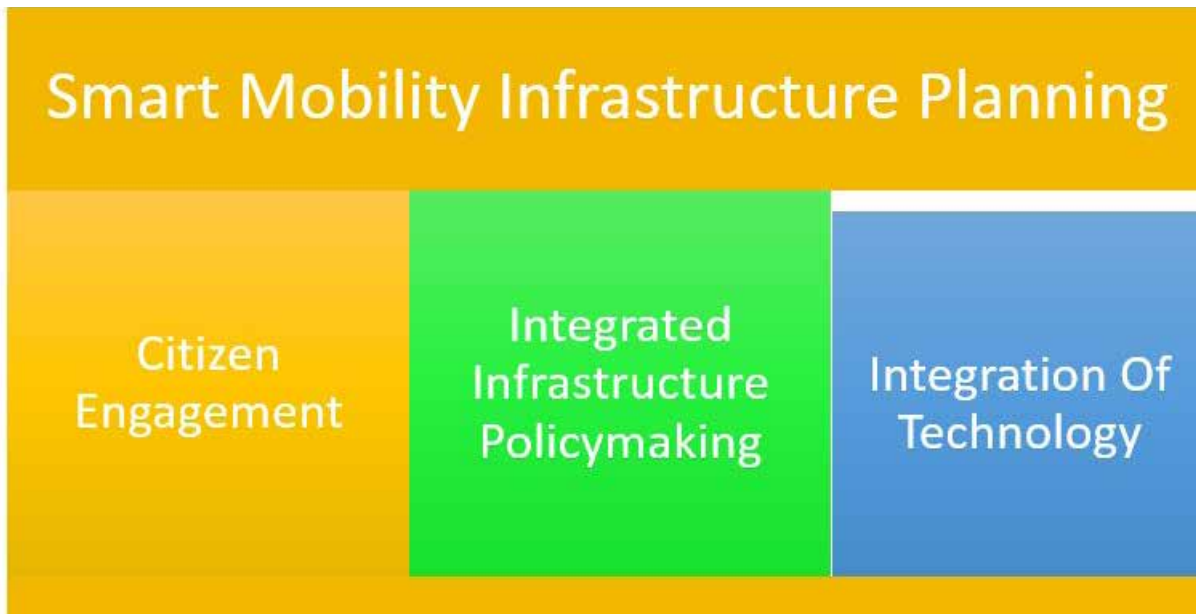 Smart Mobility Infrastructure Planning
Citizen
Engagement
Integrated
Infrastructure
Policymaking
Integration Of
Technology